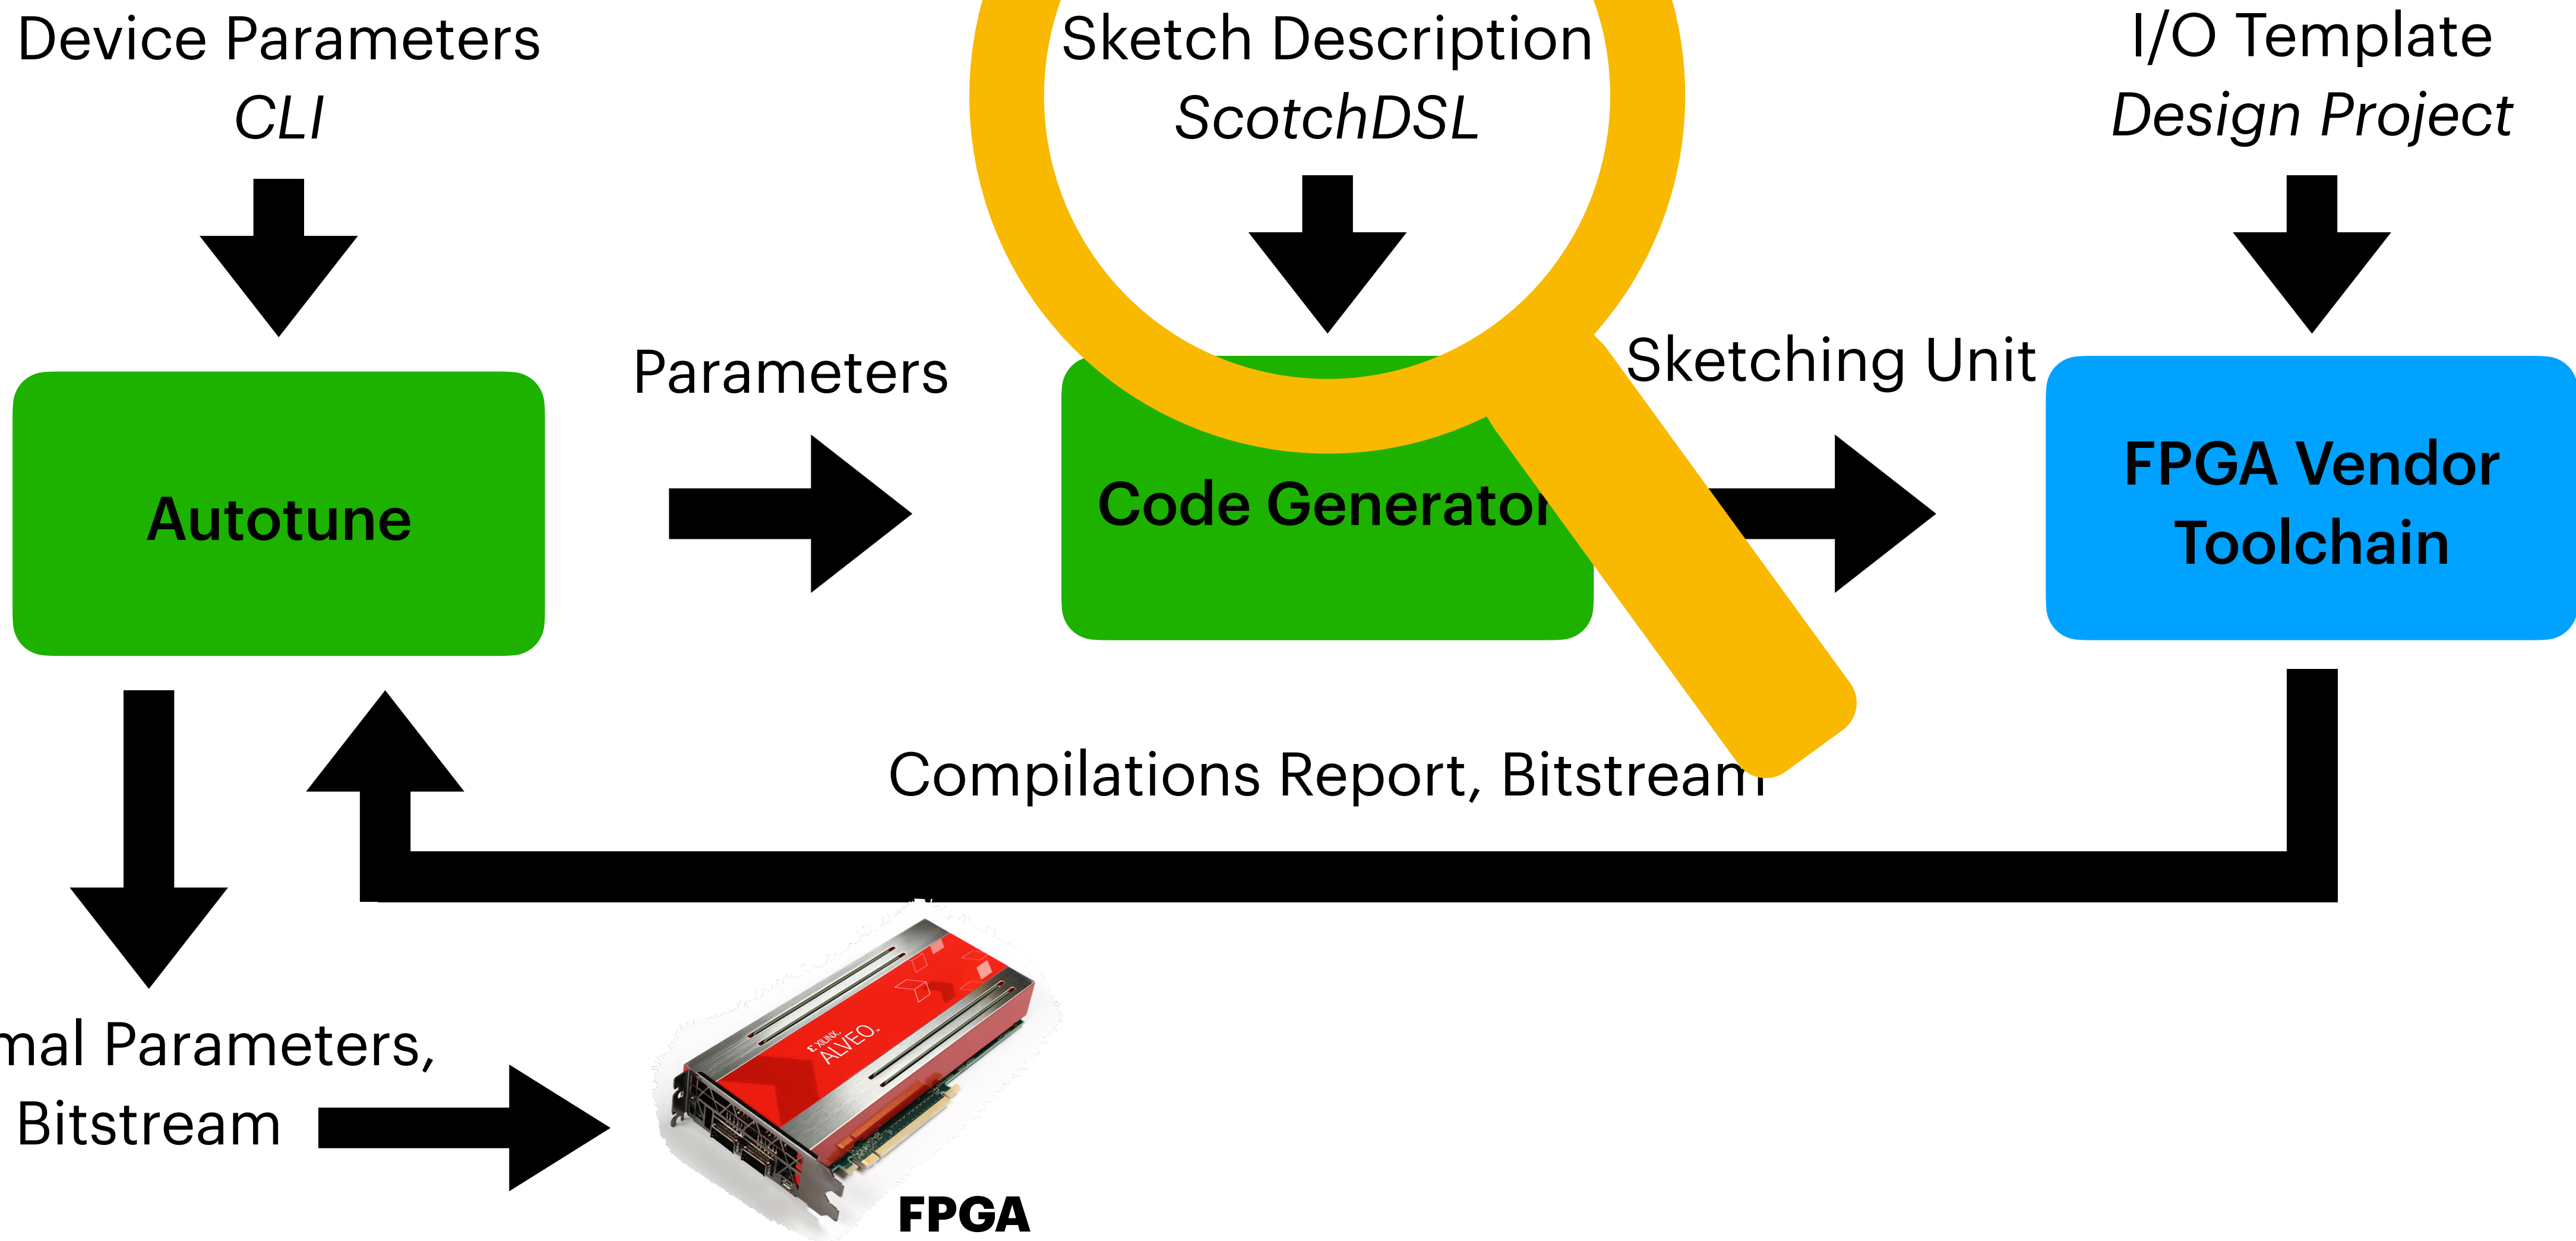 Device Parameters
CLI
Sketch Description
ScotchDSL
I/O Template
Design Project
Parameters
Sketching Unit
Autotune
Code Generator
FPGA Vendor
Toolchain
Compilations Report, Bitstream
Parameters,
Bitstream
XILINX
ALVEO
FPGA